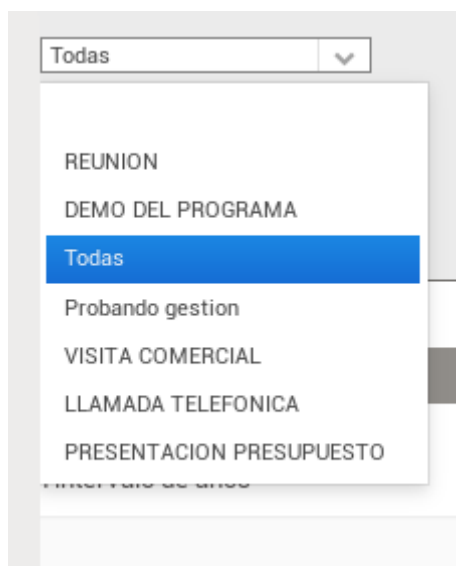 Todas
REUNION
DEMO DEL PROGRAMA
Todas
Probando gestion
VISITA COMERCIAL
LLAMADA TELEFONICA
PRESENTACION PRESUPUESTO